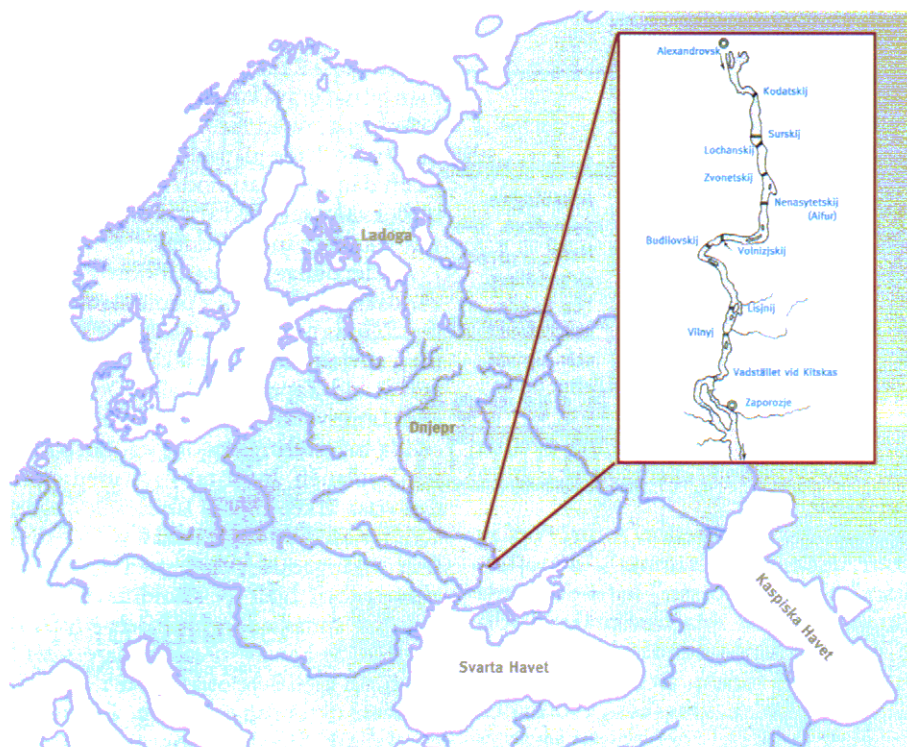 Alexandrovsk
Kodatskij
Surskij
Lochanskij
Zvonetskij
Nenasytetskij
(Aifur)
Budilovskij
Volnizjskij
Lisjnij
Vilnyj
Vadstället vid Kitskas
Zaporozje
Ladoga
Dnjepr
Kaspiska Havet
Svarta Havet